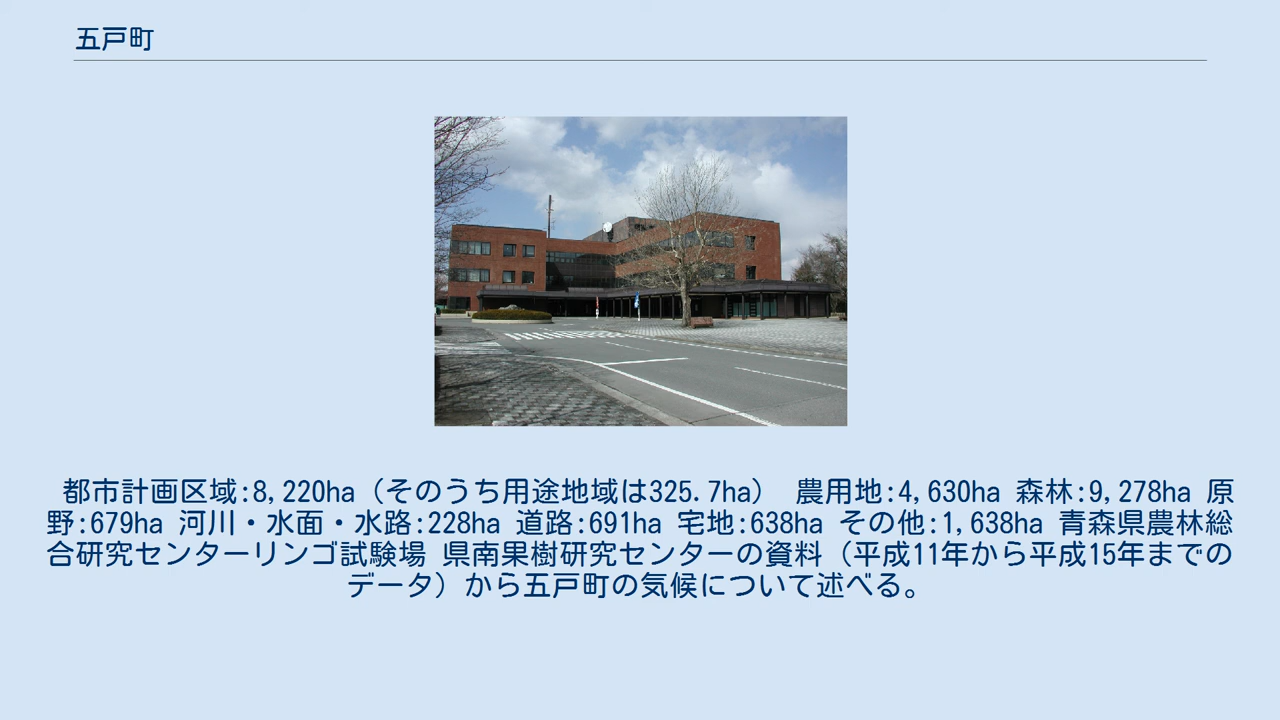 五戸町
都市計画区域:8,220ha（そのうち用途地域は325.7ha） 農用地:4,630ha 森林:9,278ha 原
野:679ha 河川・水面・水路:228ha 道路:691ha 宅地:638ha その他:1,638ha 青森県農林総
合研究センターリンゴ試験場 県南果樹研究センターの資料（平成11年から平成15年までの
データ）から五戸町の気候について述べる。